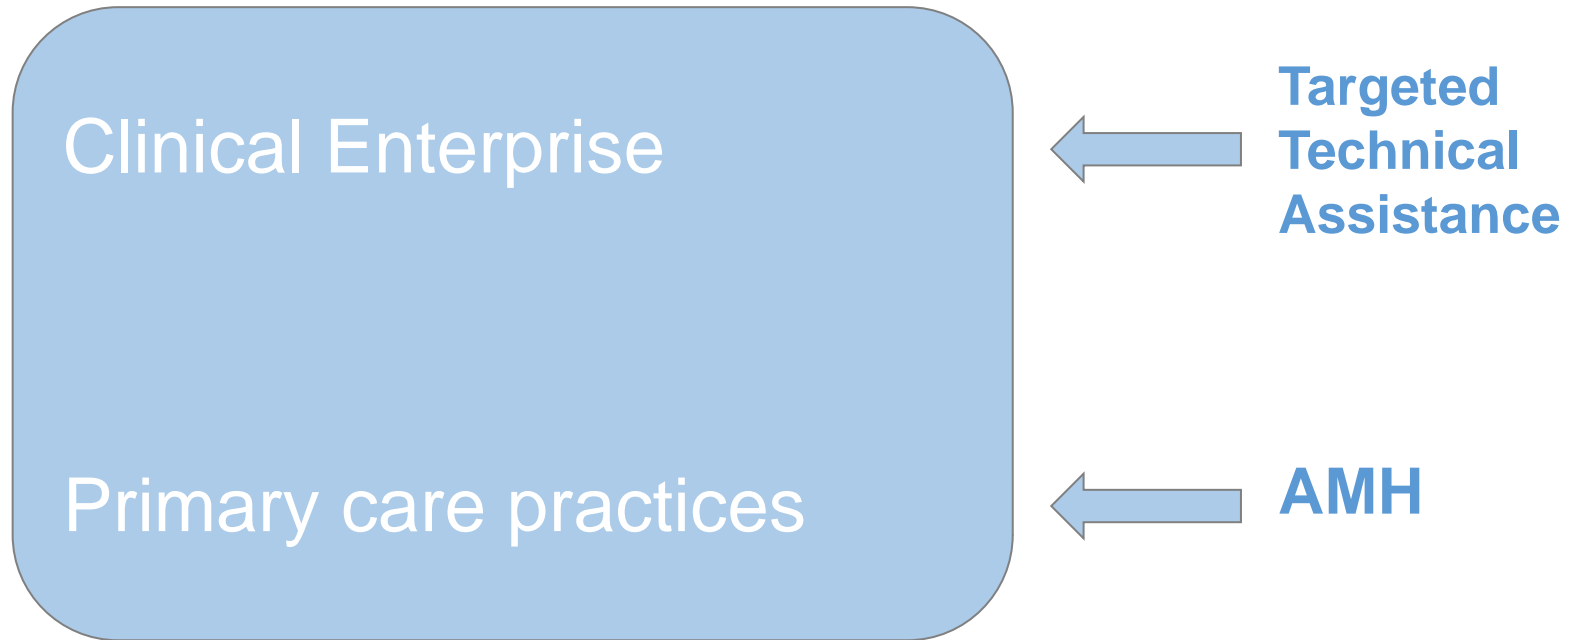 Clinical Enterprise
Targeted
Technical
Assistance
Primary care practices
AMH